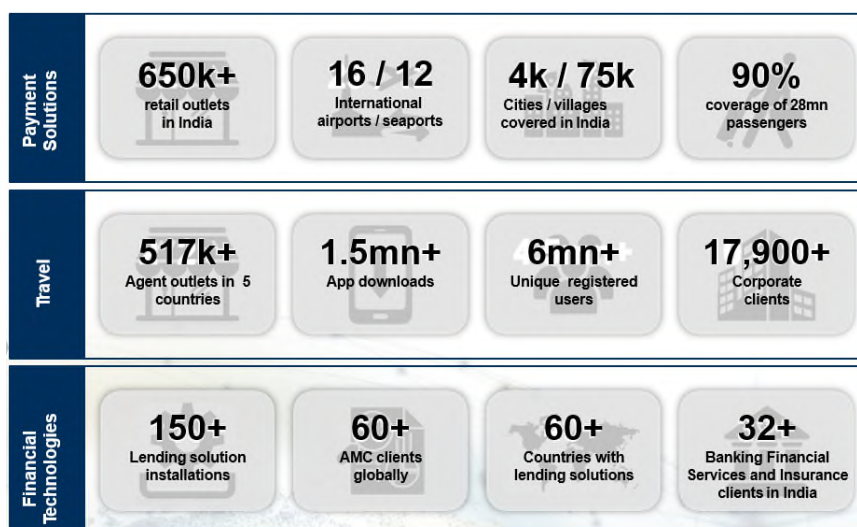 Payment
Solutions
650k+
retail outlets
in India
16 / 12
International
airports / seaports
4k / 75k
Cities / villages
covered in India
90%
coverage of 28mn
passengers
Travel
517k+
Agent outlets in 5
countries
1.5mn+
App downloads
6mn+
Unique registered
users
17,900+
Corporate
clients
Financial
Technologies
150+
Lending solution
installations
60+
AMC clients
globally
60+
Countries with
lending solutions
32+
Banking Financial
Services and Insurance
clients in India